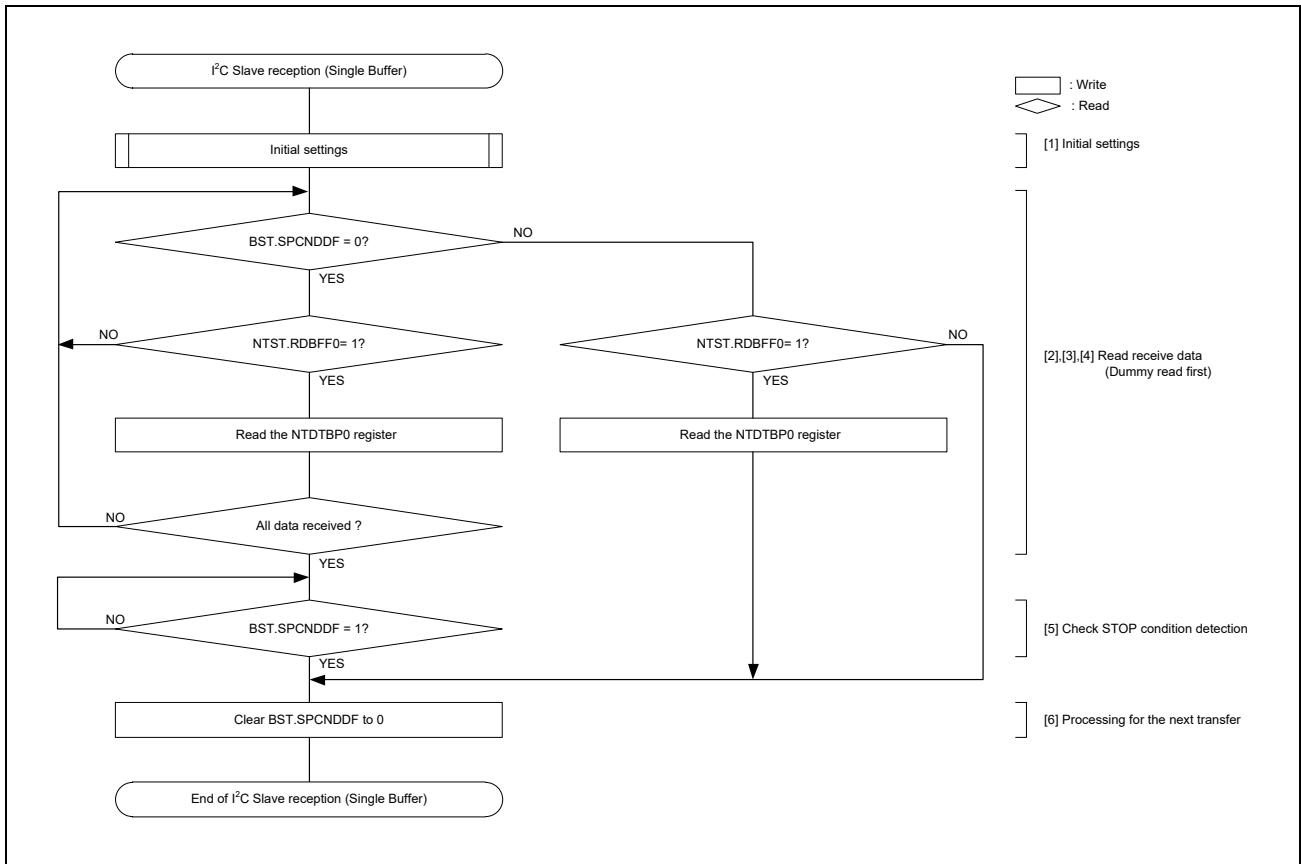 I²C Slave reception (Single Buffer)
: Write
: Read
Initial settings
[1] Initial settings
BST.SPCNDDF = 0?
NO
YES
NO
NTST.RDBFF0= 1?
YES
NTST.RDBFF0= 1?
NO
YES
[2],[3],[4] Read receive data
(Dummy read first)
Read the NTDTBP0 register
Read the NTDTBP0 register
NO
All data received ?
YES
NO
BST.SPCNDDF = 1?
YES
[5] Check STOP condition detection
Clear BST.SPCNDDF to 0
[6] Processing for the next transfer
End of I²C Slave reception (Single Buffer)